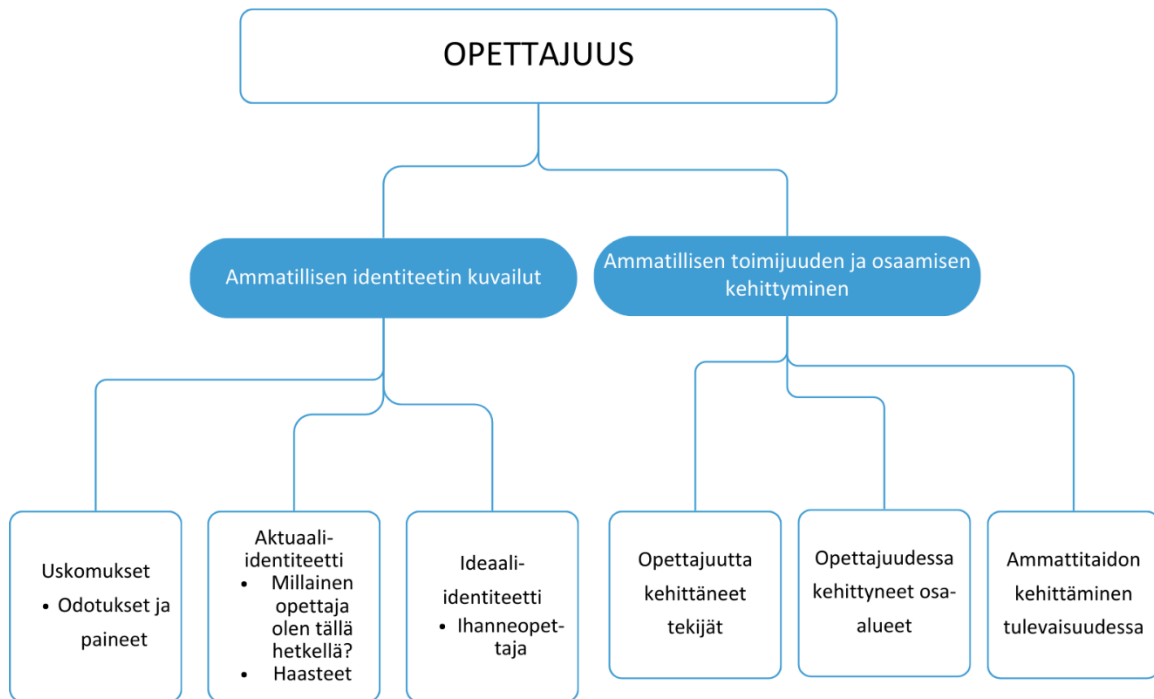 OPETTAJUUS
Ammatillisen identiteetin kuvailut
Ammatillisen toimijuuden ja osaamisen
kehittyminen
Uskomukset
• Odotukset ja
paineet
Aktuaali-
identiteetti
• Millainen
opettaja
olen tällä
hetkellä?
• Haasteet
Ideaali-
identiteetti
• Ihanneopet-
taja
Opettajuutta
kehittäneet
tekijät
Opettajuudessa
kehittyneet osa-
alueet
Ammattitaidon
kehittäminen
tulevaisuudessa